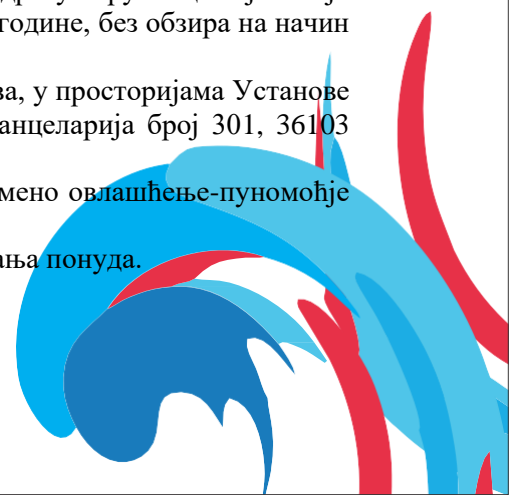 године, без обзира на начин
ва, у просторијама Установе
анцеларија број 301, 36103
мено овлашћење-пуномоћје
ања понуда.